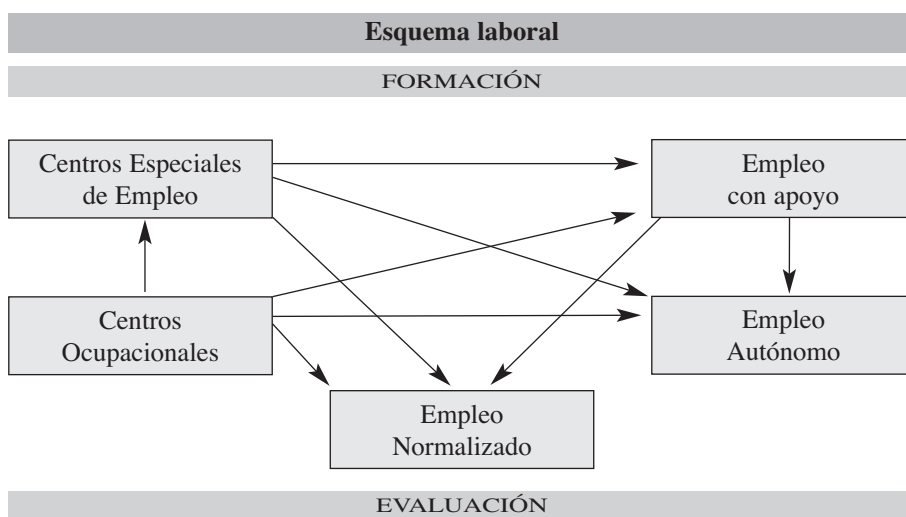 Esquema laboral
FORMACIÓN
Centros Especiales
de Empleo
Empleo
con apoyo
Centros
Ocupacionales
Empleo
Autónomo
Empleo
Normalizado
EVALUACIÓN